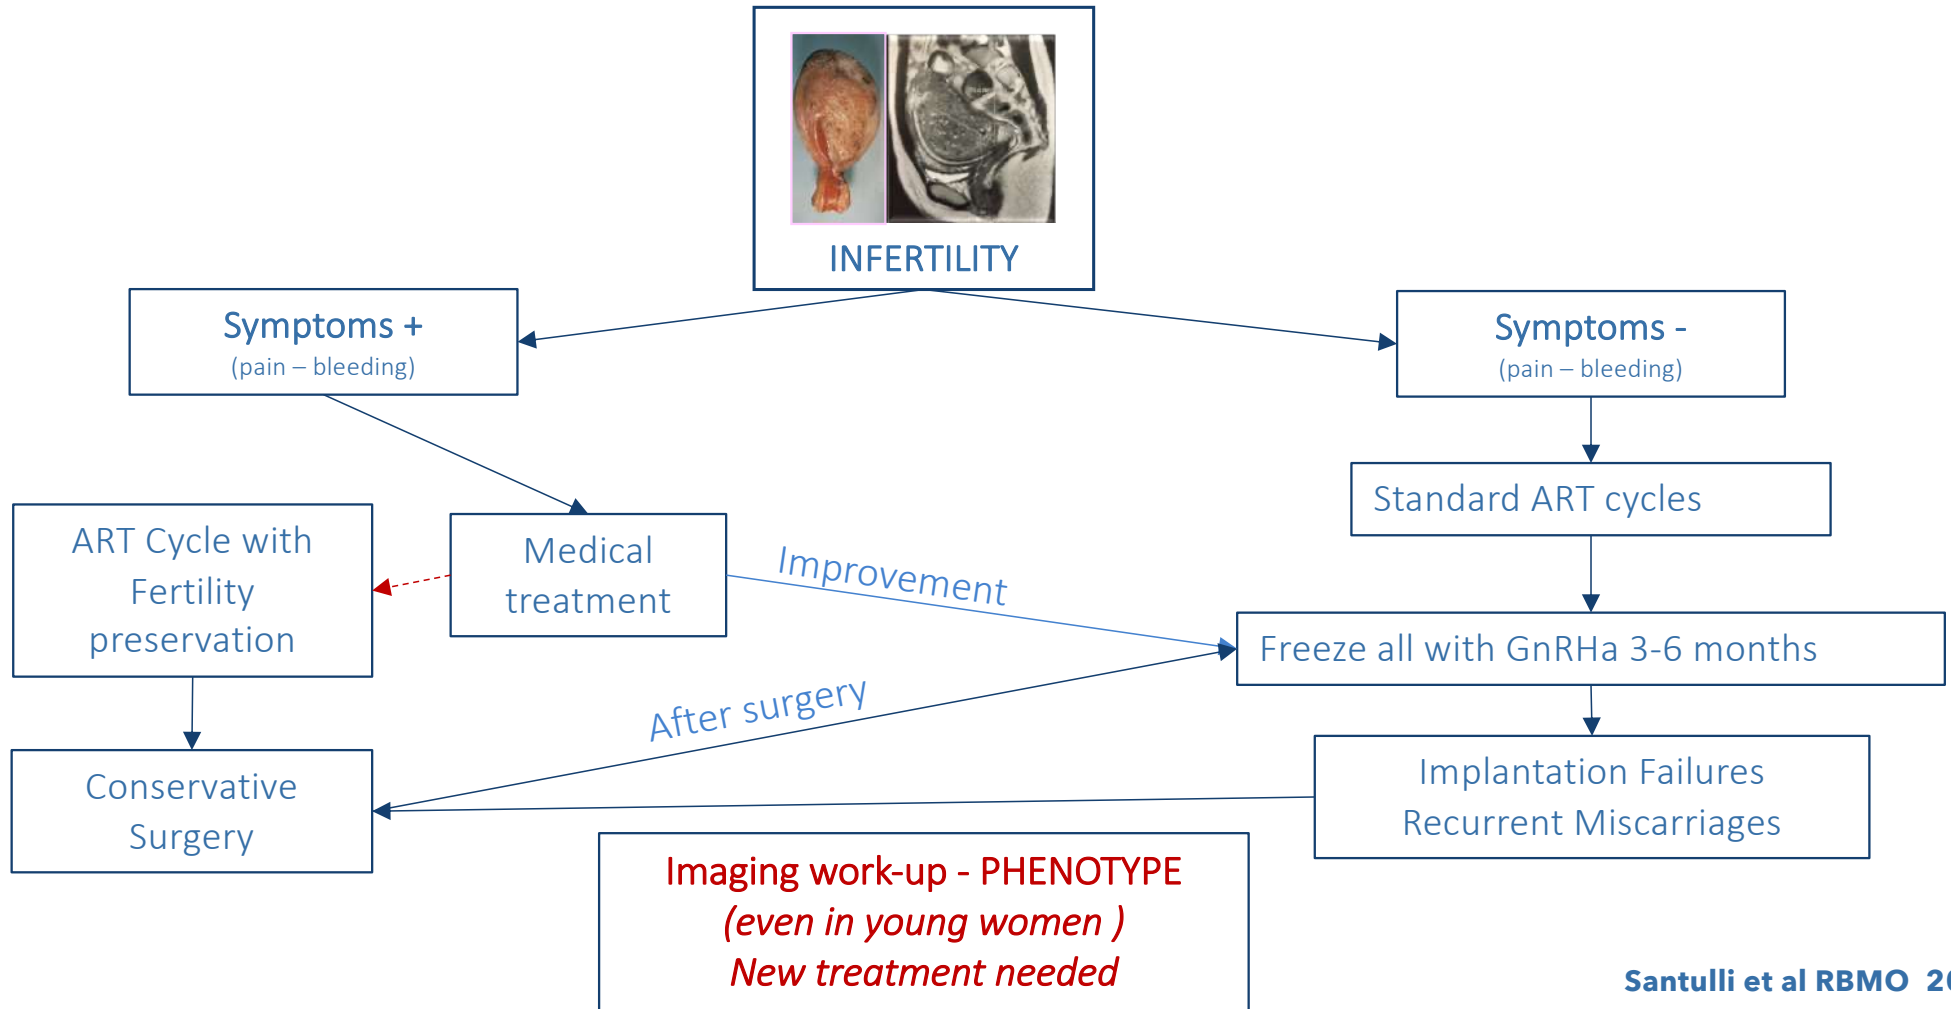 INFERTILITY
Symptoms +
(pain – bleeding)
Symptoms -
(pain – bleeding)
Standard ART cycles
ART Cycle with
Fertility
preservation
Medical
treatment
Improvement
Freeze all with GnRHa 3-6 months
After surgery
Conservative
Surgery
Implantation Failures
Recurrent Miscarriages
Imaging work-up - PHENOTYPE
(even in young women )
New treatment needed
Santulli et al RBMO